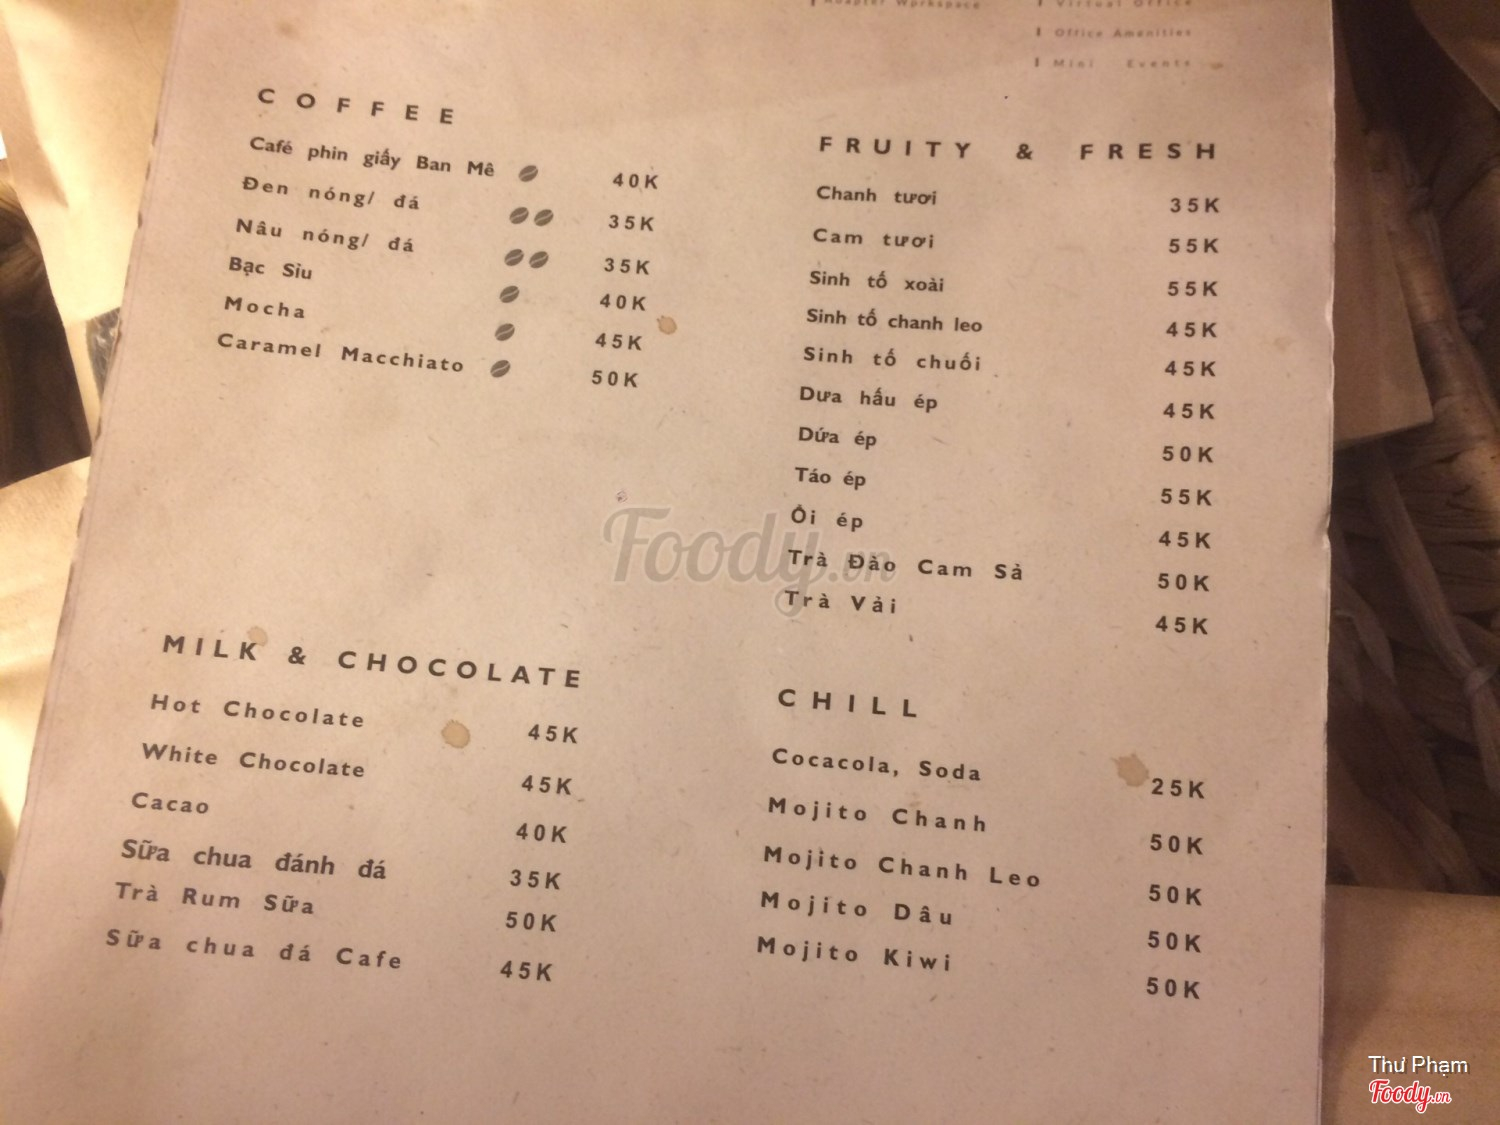 Adapter Workspace
Virtual Office
Office Amenities
Mini Events
COFFEE
Café phin giấy Ban Mê 40K
Đen nóng/ đá 35K
Nâu nóng/ đá 35K
Bạc Sỉu 40K
Mocha 45K
Caramel Macchiato 50K
MILK & CHOCOLATE
Hot Chocolate 45K
White Chocolate 45K
Cacao 40K
Sữa chua đánh đá 35K
Trà Rum Sữa 50K
Sữa chua đá Cafe 45K
FRUITY & FRESH
Chanh tươi 35K
Cam tươi 55K
Sinh tố xoài 55K
Sinh tố chanh leo 45K
Sinh tố chuối 45K
Dưa hấu ép 45K
Dứa ép 50K
Táo ép 55K
Ổi ép 45K
Trà Đào Cam Sả 50K
Trà Vải 45K
CHILL
Cocacola, Soda 25K
Mojito Chanh 50K
Mojito Chanh Leo 50K
Mojito Dâu 50K
Mojito Kiwi 50K
Foody.vn
Thư Phạm
Foody.vn